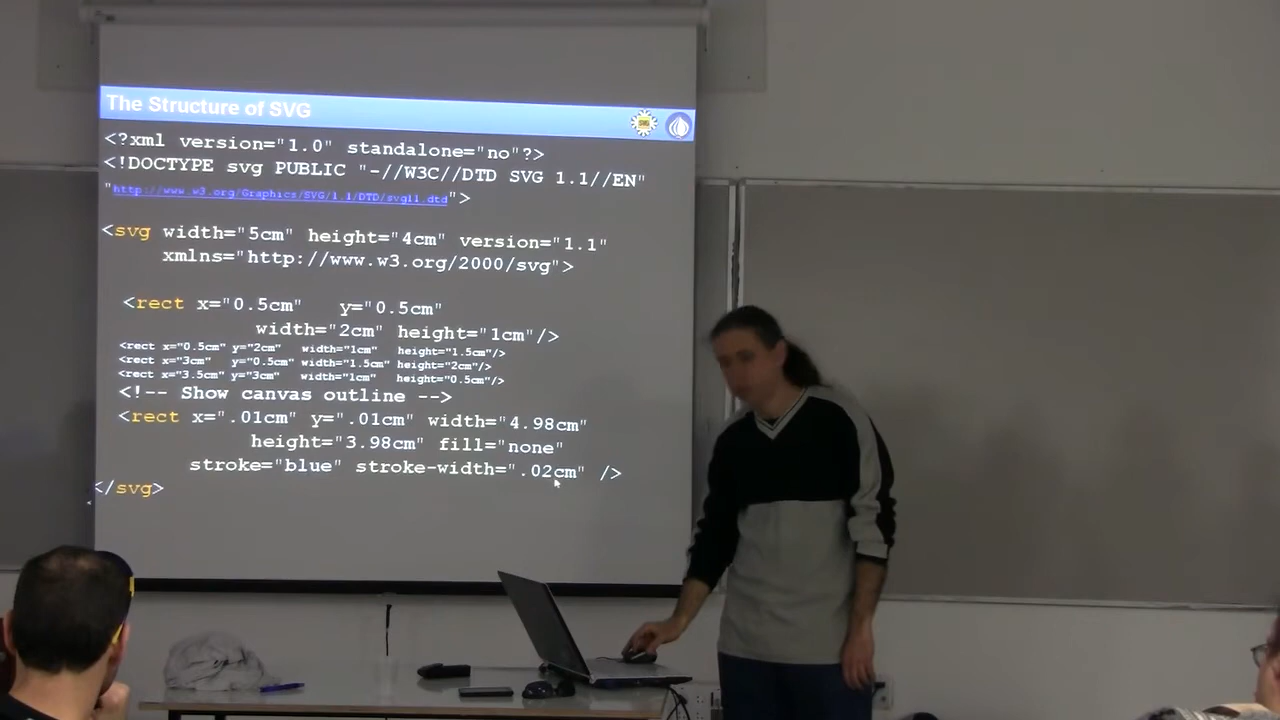 The Structure of SVG
<?xml version="1.0" standalone="no"?>
<!DOCTYPE svg PUBLIC "-//W3C//DTD SVG 1.1//EN"
"http://www.w3.org/Graphics/SVG/1.1/DTD/svg11.dtd">
<svg width="5cm" height="4cm" version="1.1"
xmlns="http://www.w3.org/2000/svg">
<rect x="0.5cm" y="0.5cm"
width="2cm" height="1cm"/>
<rect x="0.5cm" y="2cm" width="1cm" height="1.5cm"/>
<rect x="3cm" y="0.5cm" width="1.5cm" height="2cm"/>
<rect x="3.5cm" y="3cm" width="1cm" height="0.5cm"/>
<!-- Show canvas outline -->
<rect x=".01cm" y=".01cm" width="4.98cm"
height="3.98cm" fill="none"
stroke="blue" stroke-width=".02cm" />
</svg>